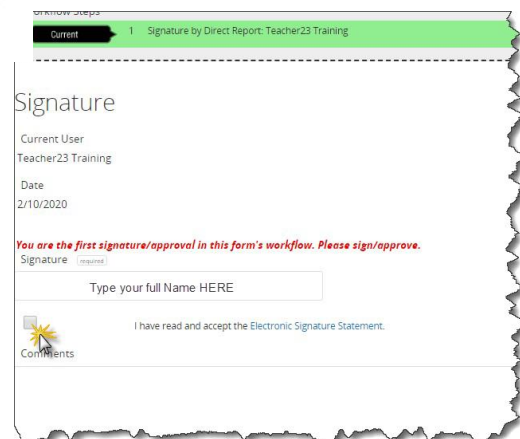 Workflow Steps
Current 1 Signature by Direct Report: Teacher23 Training
Signature
Current User
Teacher23 Training
Date
2/10/2020
You are the first signature/approval in this form's workflow. Please sign/approve.
Signature required
Type your full Name HERE
I have read and accept the Electronic Signature Statement.
Comments